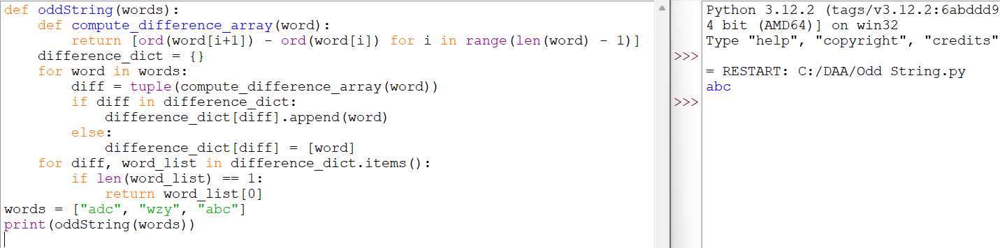 def oddString(words):
    def compute_difference_array(word):
        return [ord(word[i+1]) - ord(word[i]) for i in range(len(word) - 1)]
    difference_dict = {}
    for word in words:
        diff = tuple(compute_difference_array(word))
        if diff in difference_dict:
            difference_dict[diff].append(word)
        else:
            difference_dict[diff] = [word]
    for diff, word_list in difference_dict.items():
        if len(word_list) == 1:
            return word_list[0]
words = ["adc", "wzy", "abc"]
print(oddString(words))
Python 3.12.2 (tags/v3.12.2:6abddd9
4 bit (AMD64)] on win32
Type "help", "copyright", "credits"
>>>
= RESTART: C:/DAA/Odd String.py
abc
>>>